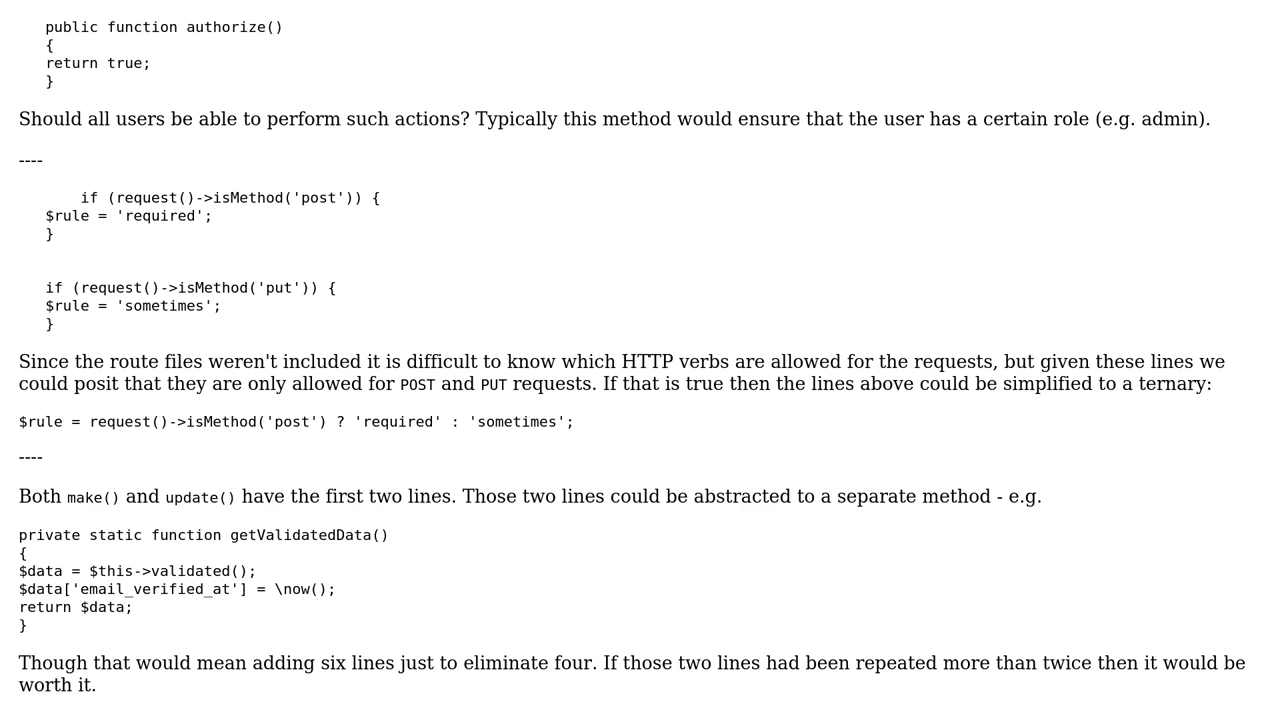 public function authorize()
{
return true;
}
Should all users be able to perform such actions? Typically this method would ensure that the user has a certain role (e.g. admin).
----
if (request()->isMethod('post')) {
$rule = 'required';
}
if (request()->isMethod('put')) {
$rule = 'sometimes';
}
Since the route files weren't included it is difficult to know which HTTP verbs are allowed for the requests, but given these lines we
could posit that they are only allowed for POST and PUT requests. If that is true then the lines above could be simplified to a ternary:
$rule = request()->isMethod('post') ? 'required' : 'sometimes';
----
Both make() and update() have the first two lines. Those two lines could be abstracted to a separate method - e.g.
private static function getValidatedData()
{
$data = $this->validated();
$data['email_verified_at'] = \now();
return $data;
}
Though that would mean adding six lines just to eliminate four. If those two lines had been repeated more than twice then it would be
worth it.